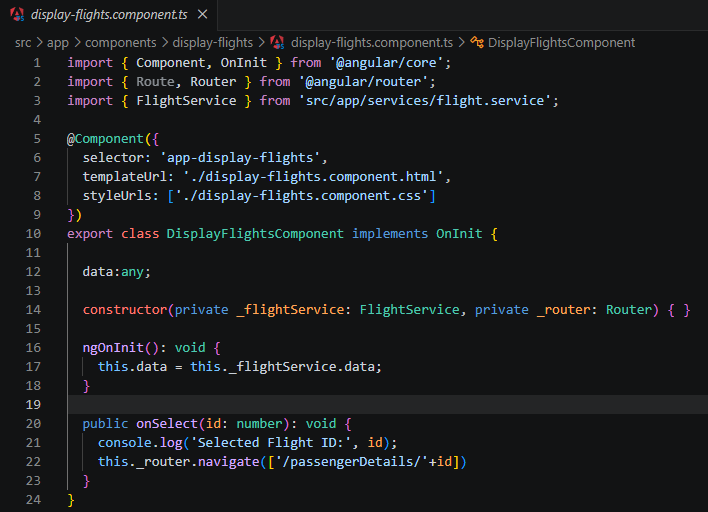 display-flights.component.ts ×
src > app > components > display-flights > display-flights.component.ts > DisplayFlightsComponent
1 import { Component, OnInit } from '@angular/core';
2 import { Route, Router } from '@angular/router';
3 import { FlightService } from 'src/app/services/flight.service';
4
5 @Component({
6   selector: 'app-display-flights',
7   templateUrl: './display-flights.component.html',
8   styleUrls: ['./display-flights.component.css']
9 })
10 export class DisplayFlightsComponent implements OnInit {
11
12   data:any;
13
14   constructor(private _flightService: FlightService, private _router: Router) { }
15
16   ngOnInit(): void {
17     this.data = this._flightService.data;
18   }
19
20   public onSelect(id: number): void {
21     console.log('Selected Flight ID:', id);
22     this._router.navigate(['/passengerDetails/'+id])
23   }
24 }